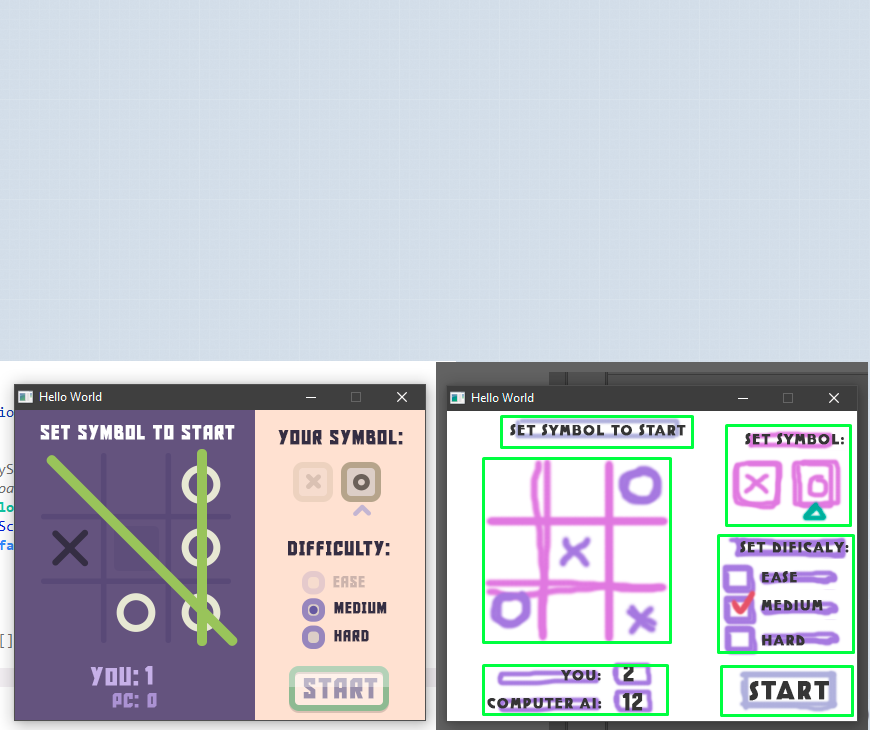 io
Hello World
SET SYMBOL TO START
YOUR SYMBOL:
DIFFICULTY:
EASE
MEDIUM
HARD
YOU: 1
PC: 0
START
[]
Hello World
SET SYMBOL TO START
SET SYMBOL:
SET DIFICALY:
EASE
MEDIUM
HARD
YOU: 2
COMPUTER AI: 12
START